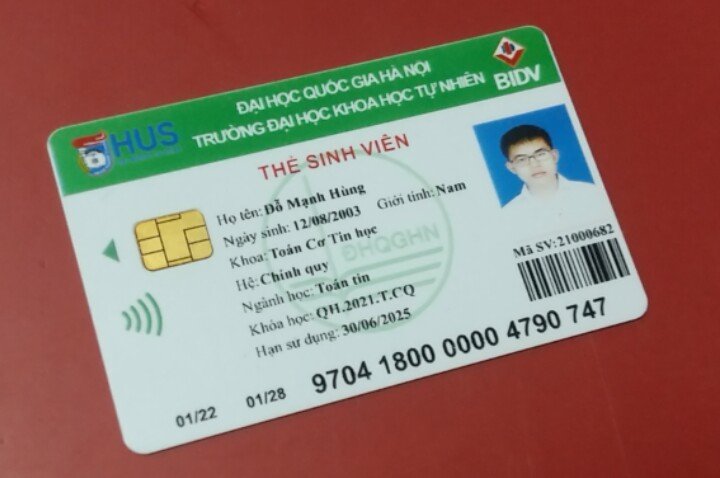 HUS
ĐẠI HỌC QUỐC GIA HÀ NỘI
TRƯỜNG ĐẠI HỌC KHOA HỌC TỰ NHIÊN
BIDV
THẺ SINH VIÊN
Họ tên: Đỗ Mạnh Hùng
Ngày sinh: 12/08/2003 Giới tính: Nam
Khoa: Toán Cơ Tin học
Hệ: Chính quy
Ngành học: Toán tin
Khóa học: QH.2021.T.CQ
Hạn sử dụng: 30/06/2025
ĐHQGHN
Mã SV: 21000682
9704 1800 0000 4790 747
01/22 01/28